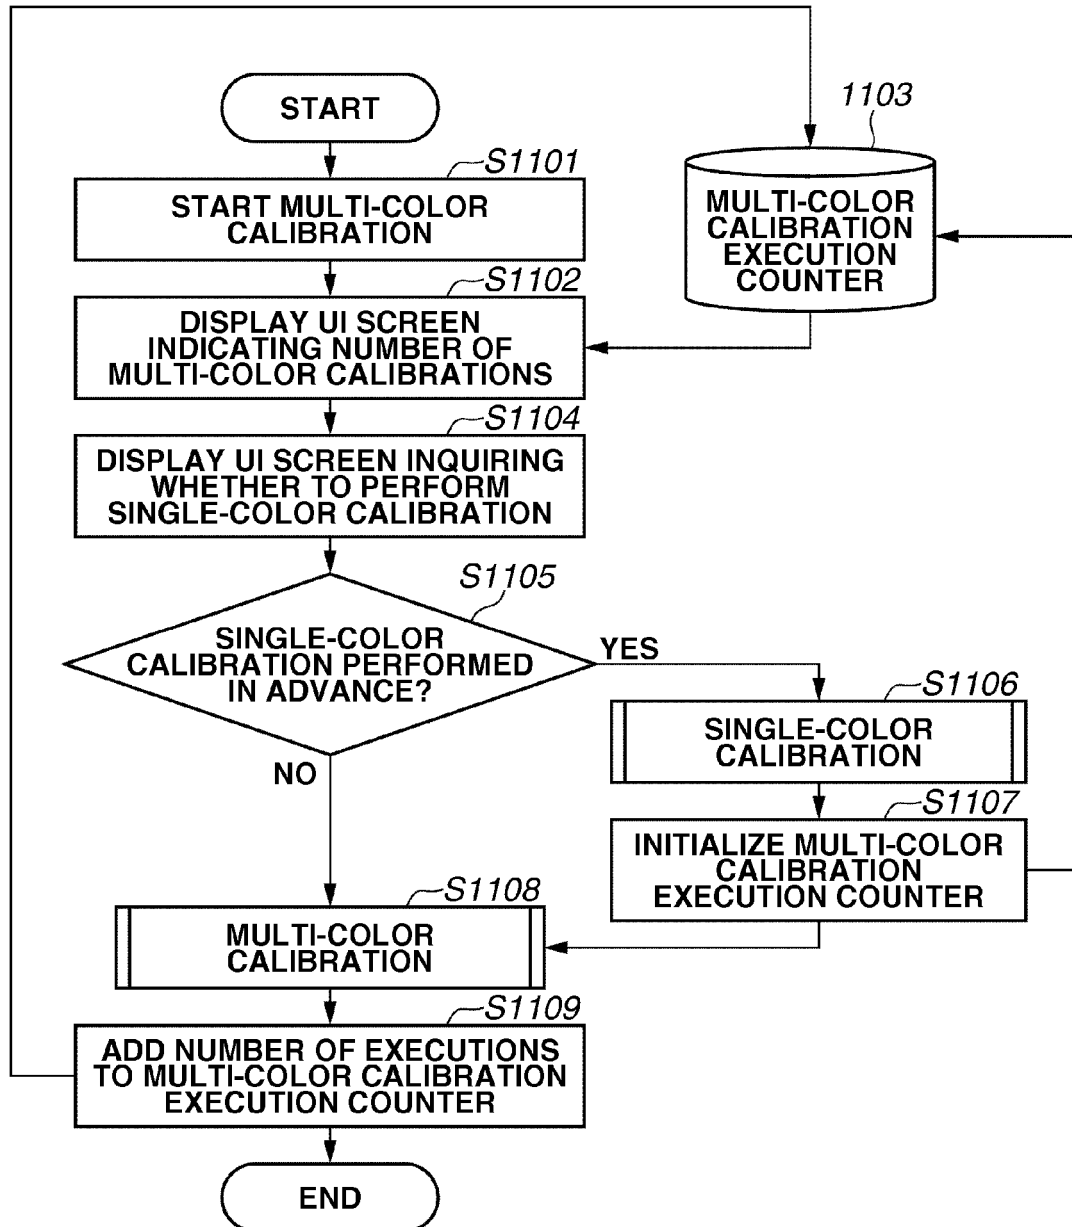 START
S1101
START MULTI-COLOR
CALIBRATION
1103
MULTI-COLOR
CALIBRATION
EXECUTION
COUNTER
S1102
DISPLAY UI SCREEN
INDICATING NUMBER OF
MULTI-COLOR CALIBRATIONS
S1104
DISPLAY UI SCREEN INQUIRING
WHETHER TO PERFORM
SINGLE-COLOR CALIBRATION
S1105
SINGLE-COLOR
CALIBRATION PERFORMED
IN ADVANCE?
YES
NO
S1106
SINGLE-COLOR
CALIBRATION
S1107
INITIALIZE MULTI-COLOR
CALIBRATION
EXECUTION COUNTER
S1108
MULTI-COLOR
CALIBRATION
S1109
ADD NUMBER OF EXECUTIONS
TO MULTI-COLOR CALIBRATION
EXECUTION COUNTER
END